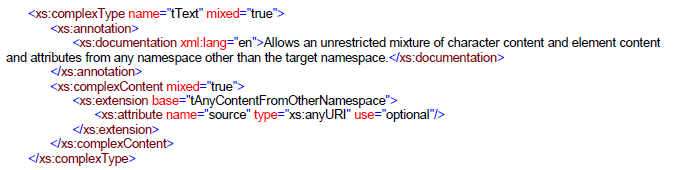 <xs:complexType name="tText" mixed="true">
<xs:annotation>
<xs:documentation xml:lang="en">Allows an unrestricted mixture of character content and element content
and attributes from any namespace other than the target namespace.</xs:documentation>
</xs:annotation>
<xs:complexContent mixed="true">
<xs:extension base="tAnyContentFromOtherNamespace">
<xs:attribute name="source" type="xs:anyURI" use="optional"/>
</xs:extension>
</xs:complexContent>
</xs:complexType>